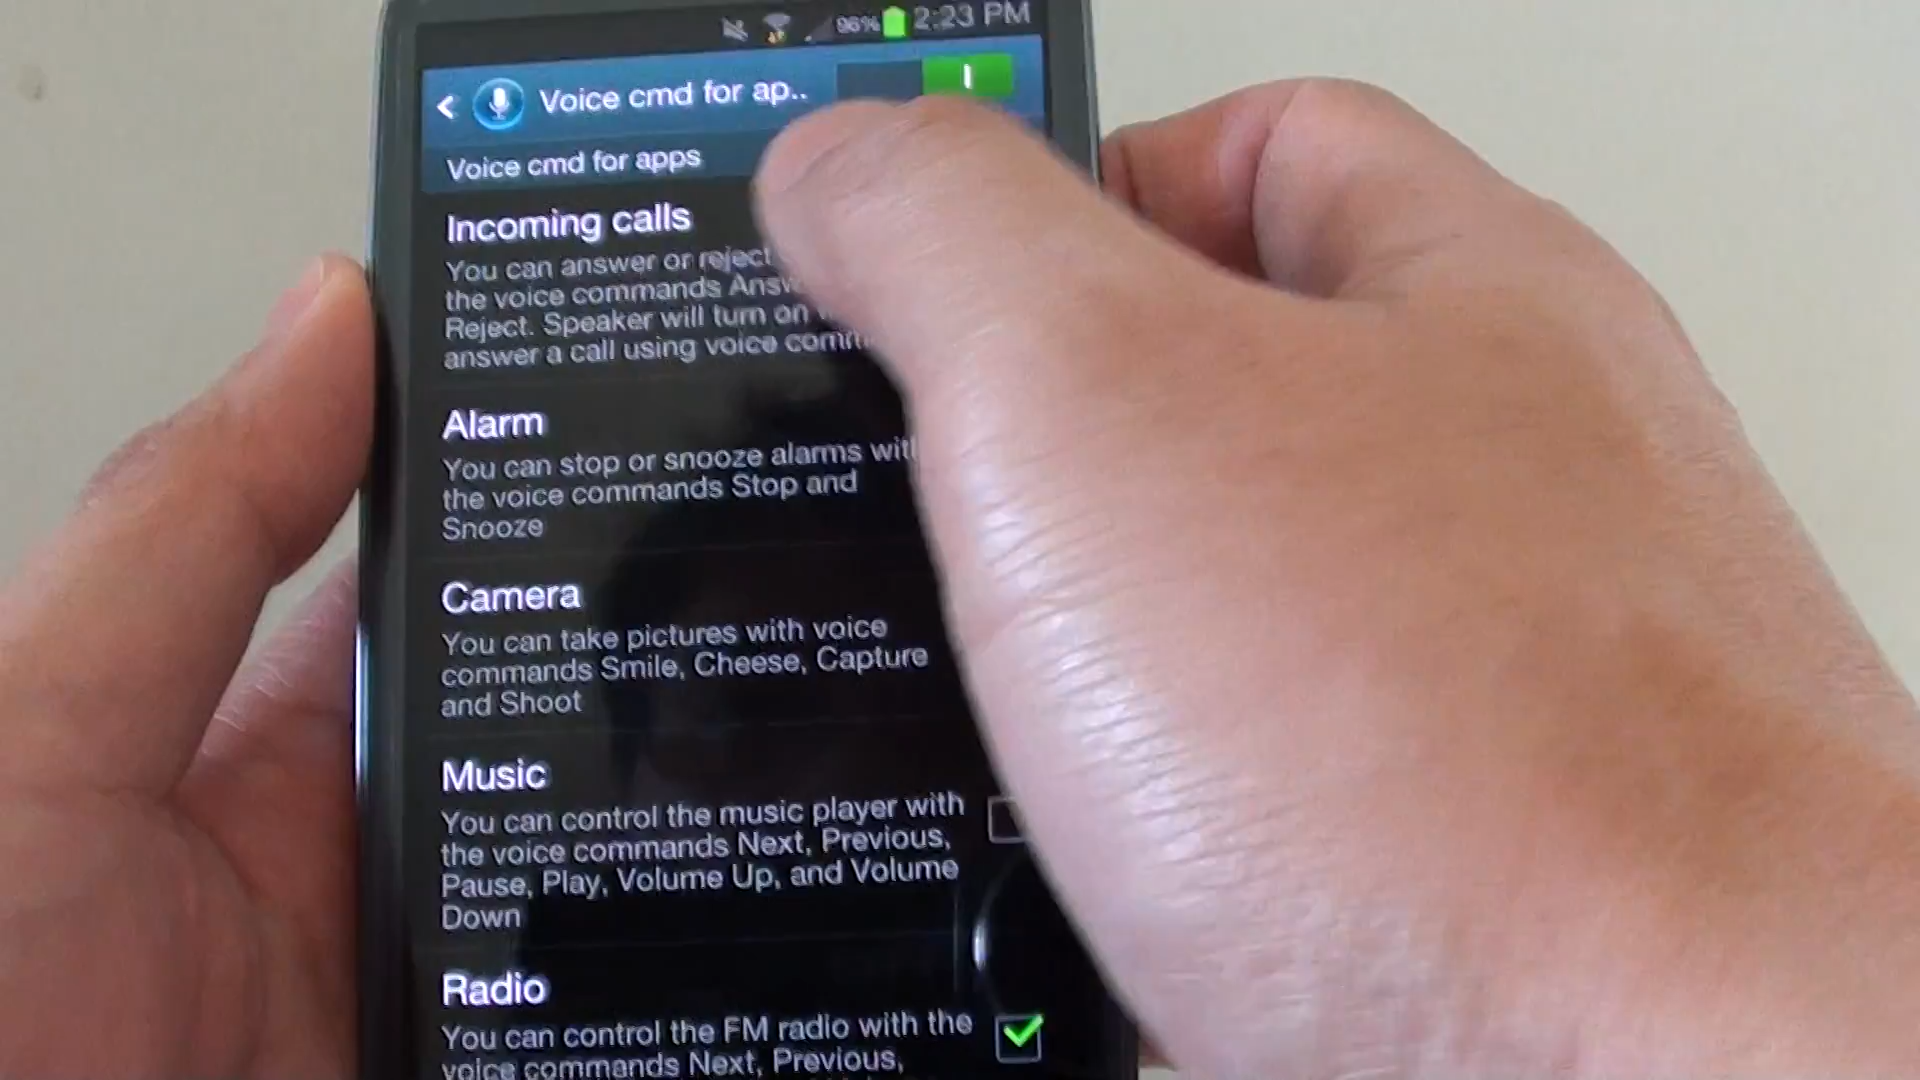 96% 2:23 PM
Voice cmd for ap..
Voice cmd for apps
Incoming calls
You can answer or reject
the voice commands
Reject. Speaker will turn on
answer a call using voice
Alarm
You can stop or snooze alarms
the voice commands Stop and
Snooze
Camera
You can take pictures with voice
commands Smile, Cheese, Capture
and Shoot
Music
You can control the music player with
the voice commands Next, Previous,
Pause, Play, Volume Up, and Volume
Down
Radio
You can control the FM radio with the
voice commands Next, Previous,